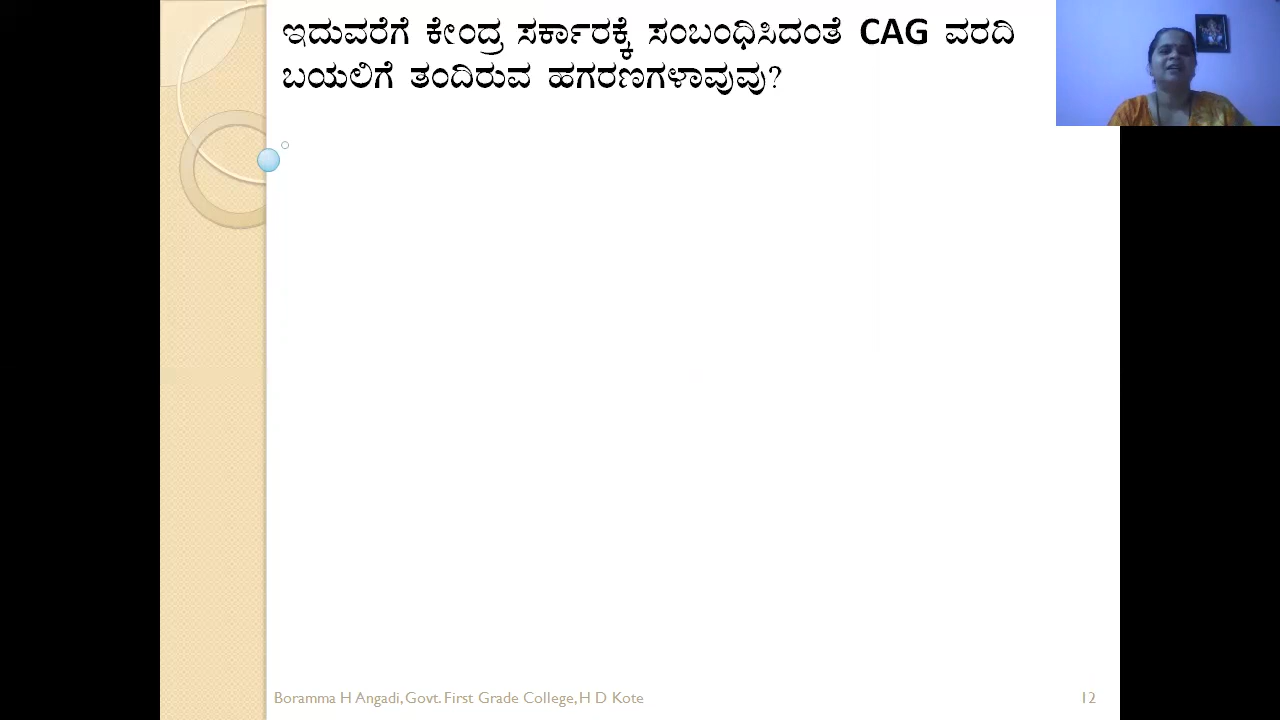 ಇದುವರೆಗೆ ಕೇಂದ್ರ ಸರ್ಕಾರಕ್ಕೆ ಸಂಬಂಧಿಸಿದಂತೆ CAG ವರದಿ
ಬಯಲಿಗೆ ತಂದಿರುವ ಹಗರಣಗಳಾವುವು?
Boramma H Angadi, Govt. First Grade College, H D Kote
12